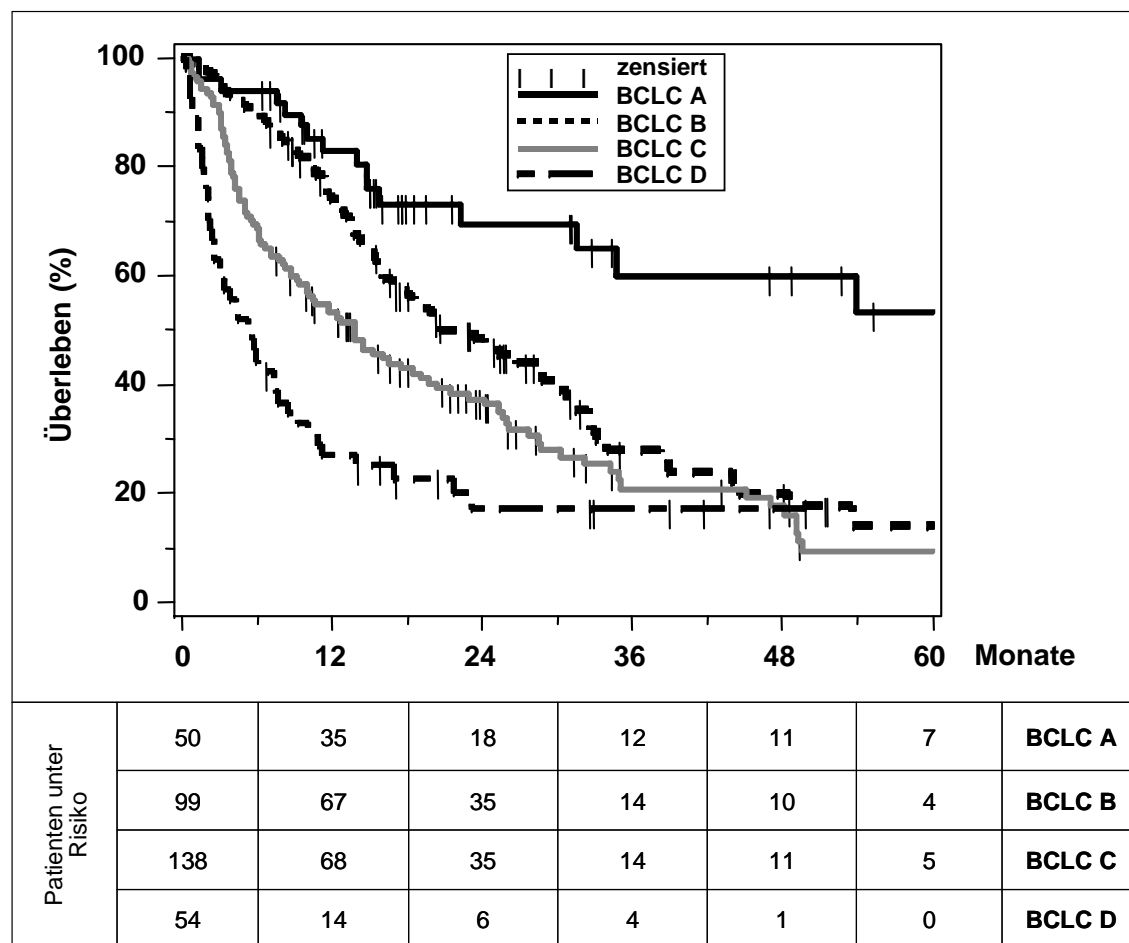 100
80
60
40
20
0
Überleben (%)
zensiert
BCLC A
BCLC B
BCLC C
BCLC D
0 12 24 36 48 60 Monate
Patienten unter
Risiko
50 35 18 12 11 7 BCLC A
99 67 35 14 10 4 BCLC B
138 68 35 14 11 5 BCLC C
54 14 6 4 1 0 BCLC D